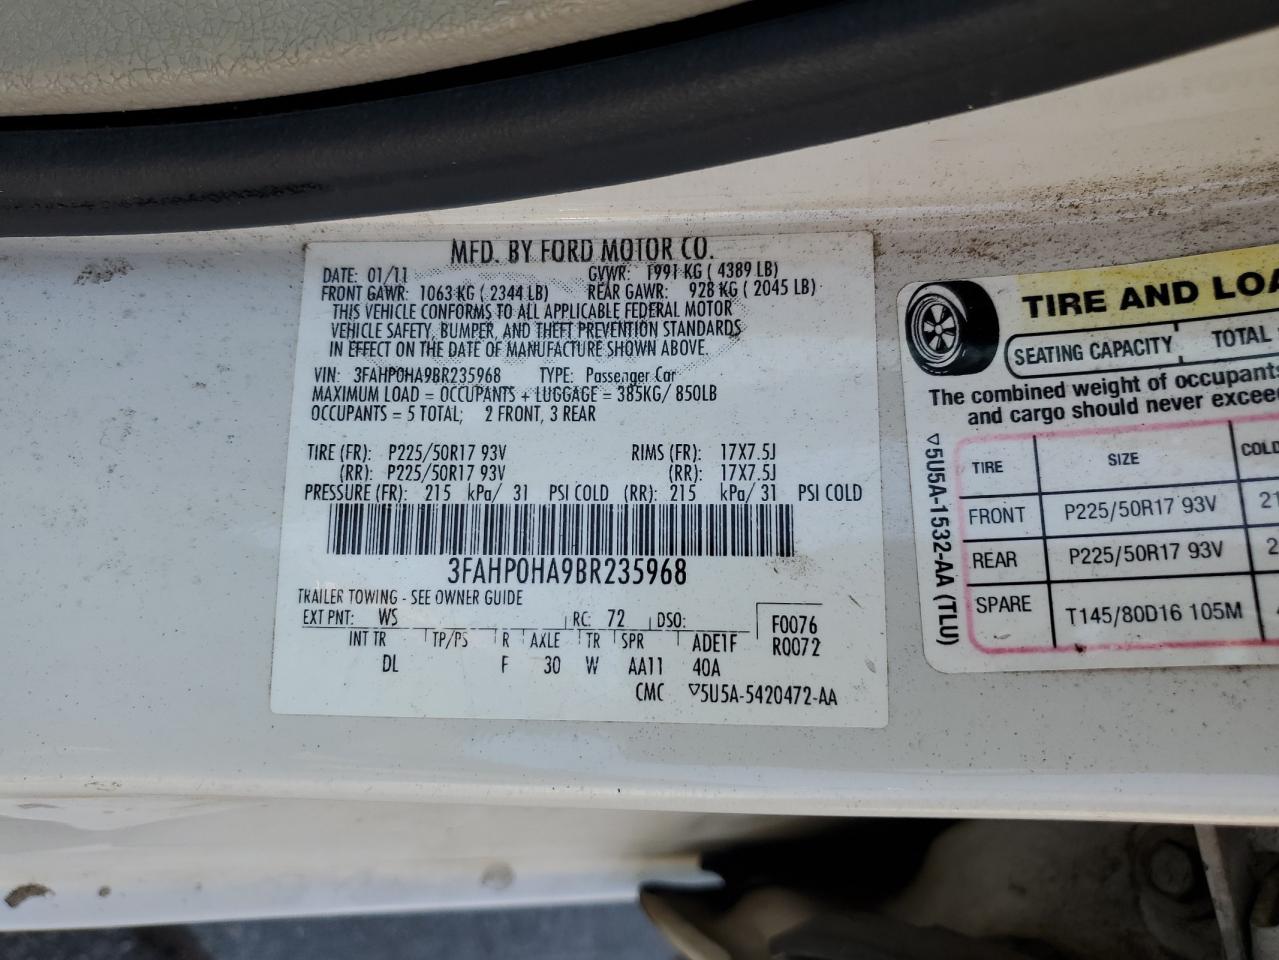 MFD. BY FORD MOTOR CO.
DATE: 01/11 GVWR: 1991 KG ( 4389 LB)
FRONT GAWR: 1063 KG ( 2344 LB) REAR GAWR: 928 KG ( 2045 LB)
THIS VEHICLE CONFORMS TO ALL APPLICABLE FEDERAL MOTOR
VEHICLE SAFETY, BUMPER, AND THEFT PREVENTION STANDARDS
IN EFFECT ON THE DATE OF MANUFACTURE SHOWN ABOVE.
VIN: 3FAHP0HA9BR235968 TYPE: Passenger Car
MAXIMUM LOAD = OCCUPANTS + LUGGAGE = 385KG/ 850LB
OCCUPANTS = 5 TOTAL; 2 FRONT, 3 REAR
TIRE (FR): P225/50R17 93V RIMS (FR): 17X7.5J
(RR): P225/50R17 93V (RR): 17X7.5J
PRESSURE (FR): 215 kPa/ 31 PSI COLD (RR): 215 kPa/ 31 PSI COLD
3FAHP0HA9BR235968
TRAILER TOWING - SEE OWNER GUIDE
EXT PNT: WS RC: 72 DSO: F0076
INT TR TP/PS R AXLE TR SPR ADE1F R0072
DL F 30 W AA11 40A
CMC ▽5U5A-5420472-AA
TIRE AND LOA
SEATING CAPACITY TOTAL
The combined weight of occupants
and cargo should never excee
TIRE SIZE COLD
FRONT P225/50R17 93V 21
REAR P225/50R17 93V 2
SPARE T145/80D16 105M
▽5U5A-1532-AA (TLU)